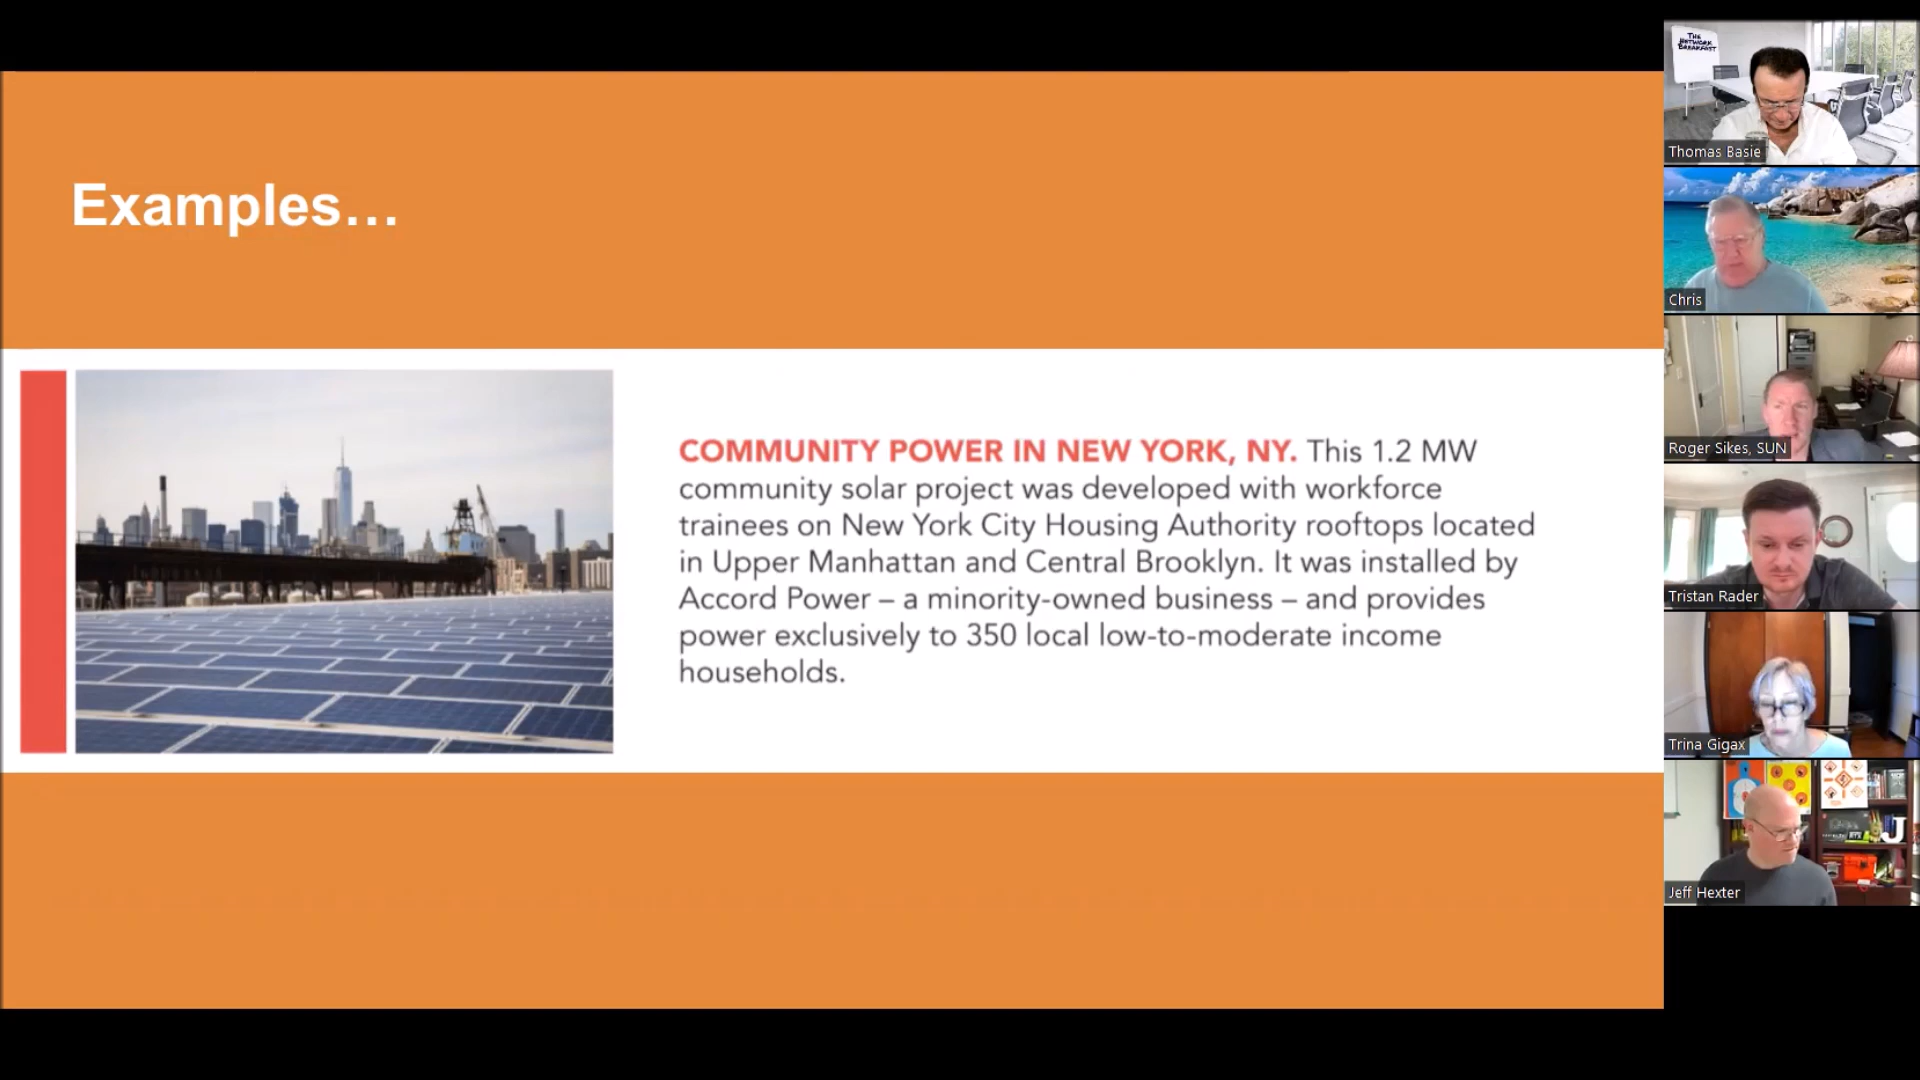 Examples…
COMMUNITY POWER IN NEW YORK, NY. This 1.2 MW
community solar project was developed with workforce
trainees on New York City Housing Authority rooftops located
in Upper Manhattan and Central Brooklyn. It was installed by
Accord Power – a minority-owned business – and provides
power exclusively to 350 local low-to-moderate income
households.
THE
NETWORK
BREAKFAST
Thomas Basie
Chris
Roger Sikes, SUN
Tristan Rader
Trina Gigax
J
Jeff Hexter